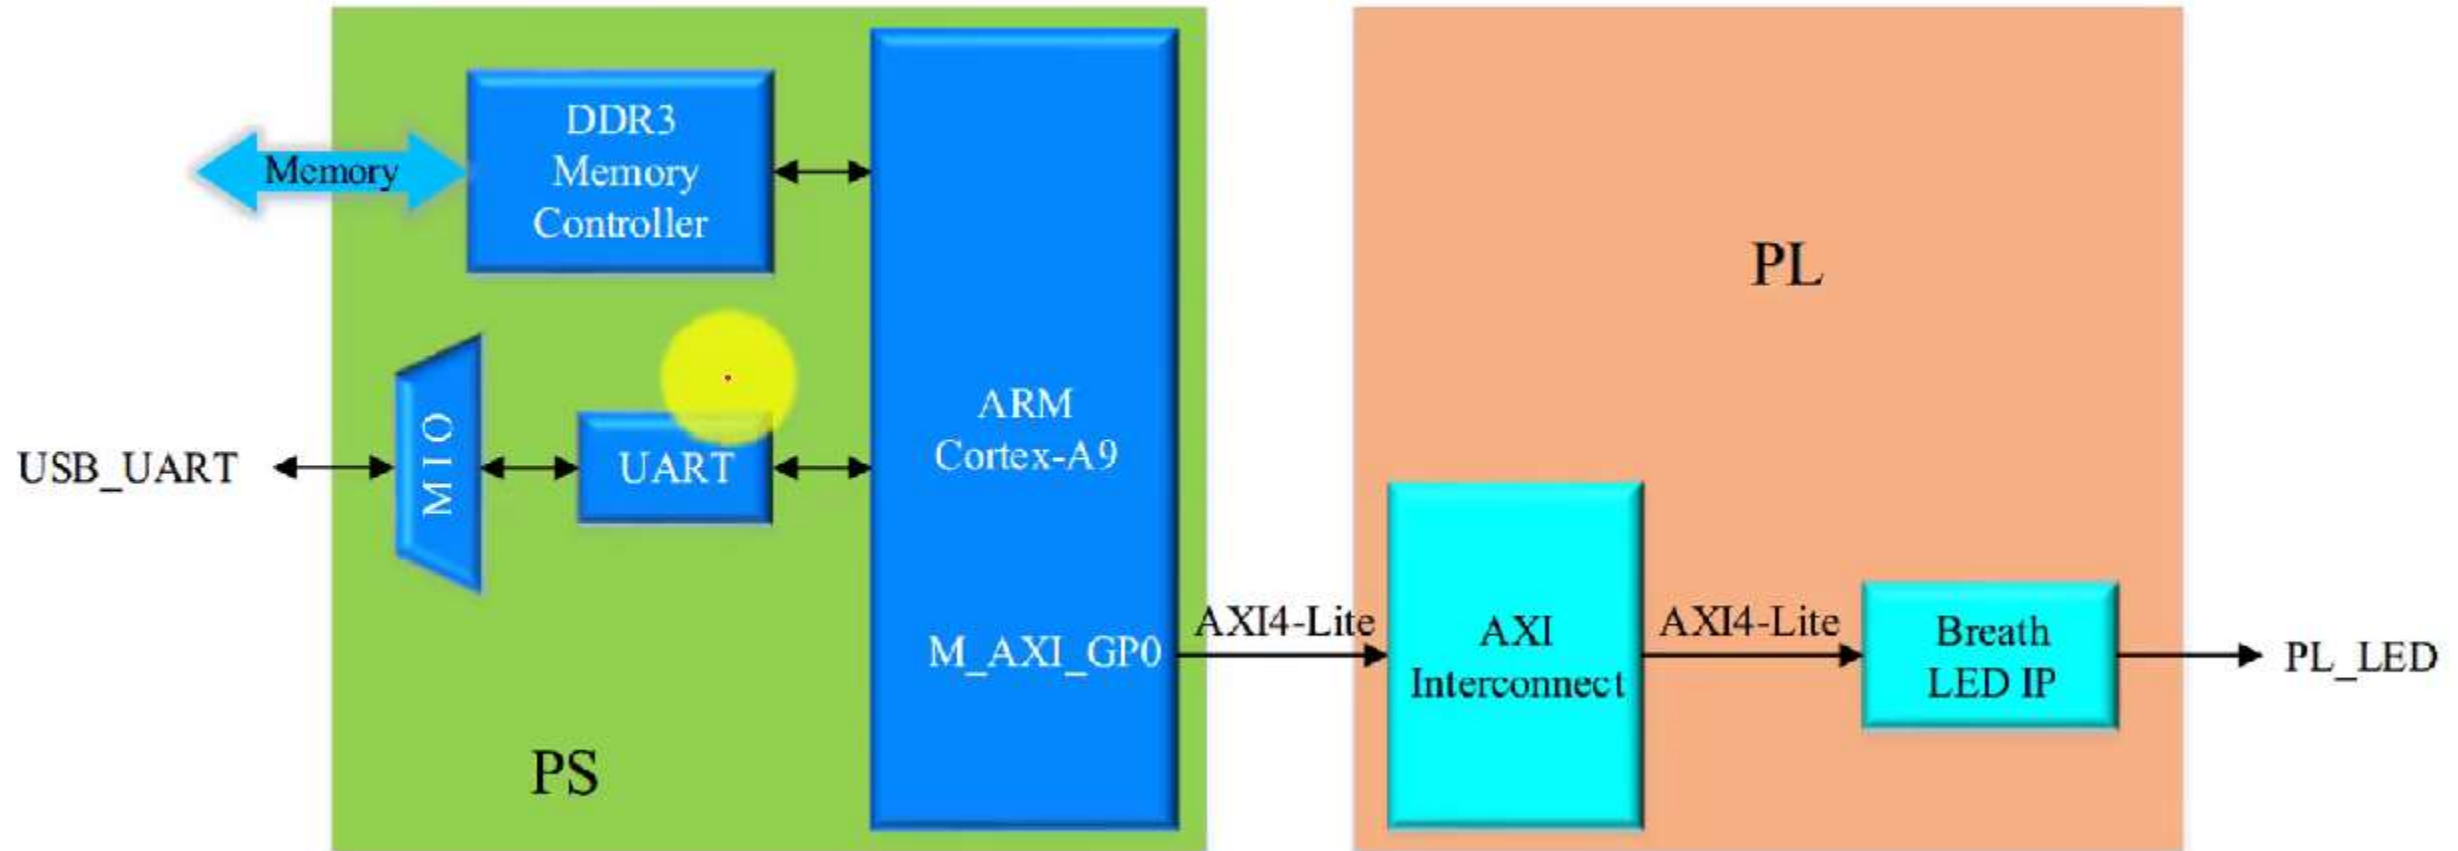 DDR3
Memory
Controller
Memory
PL
ARM
Cortex-A9
MIO
USB_UART
UART
AXI4-Lite
AXI
Interconnect
AXI4-Lite
Breath
LED IP
M_AXI_GP0
PL_LED
PS